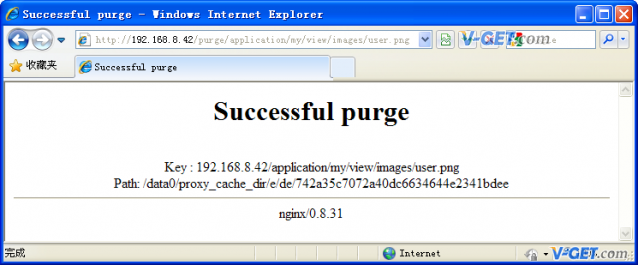 Successful purge - Windows Internet Explorer
http://192.168.8.42/purge/application/my/view/images/user.png
V-GET.com
收藏夹
Successful purge
Successful purge
Key : 192.168.8.42/application/my/view/images/user.png
Path: /data0/proxy_cache_dir/e/de/742a35c7072a40dc6634644e2341bdee
nginx/0.8.31
完成
Internet
V-GET.com